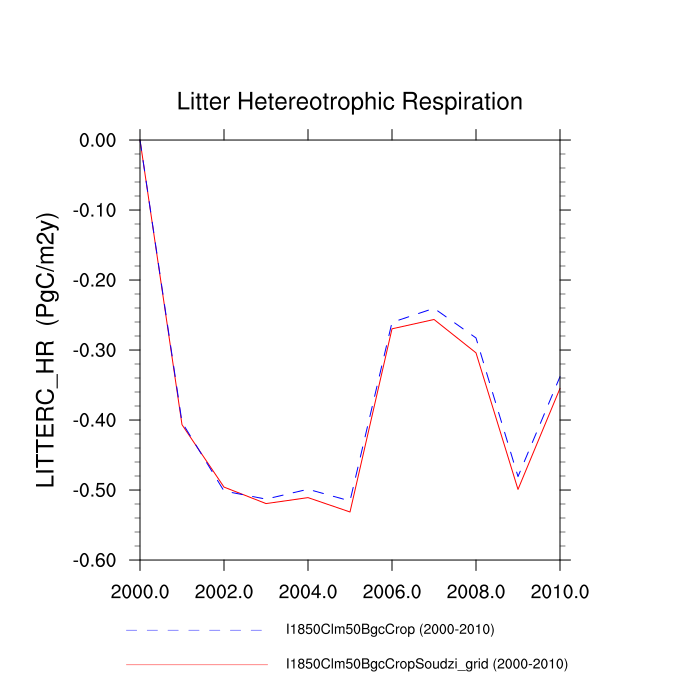 Litter Hetereotrophic Respiration
LITTERC_HR (PgC/m2y)
0.00
-0.10
-0.20
-0.30
-0.40
-0.50
-0.60
2000.0 2002.0 2004.0 2006.0 2008.0 2010.0
I1850Clm50BgcCrop (2000-2010)
I1850Clm50BgcCropSoudzi_grid (2000-2010)